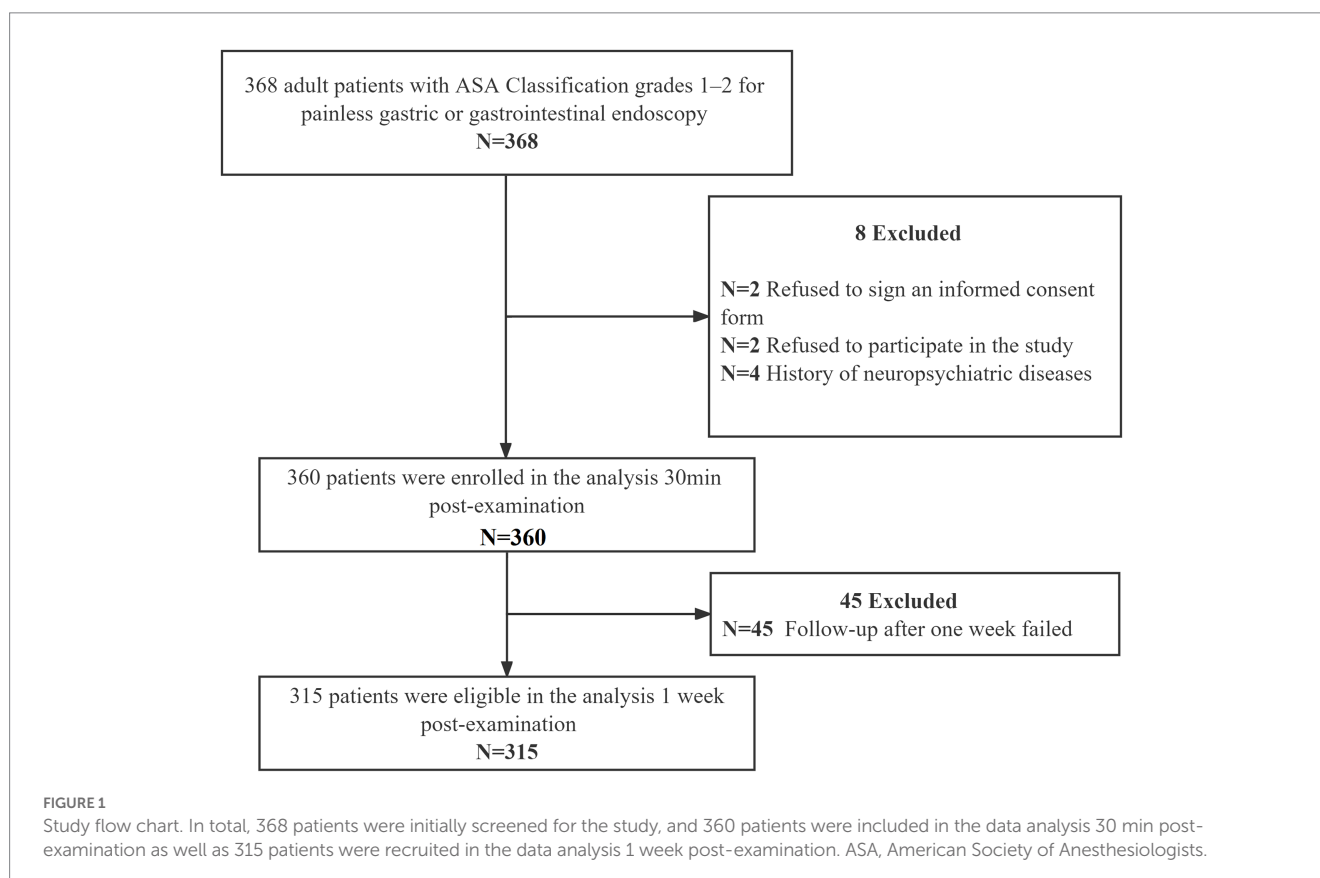 368 adult patients with ASA Classification grades 1–2 for
painless gastric or gastrointestinal endoscopy
N=368
8 Excluded
N=2 Refused to sign an informed consent
form
N=2 Refused to participate in the study
N=4 History of neuropsychiatric diseases
360 patients were enrolled in the analysis 30min
post-examination
N=360
45 Excluded
N=45 Follow-up after one week failed
315 patients were eligible in the analysis 1 week
post-examination
N=315
FIGURE 1
Study flow chart. In total, 368 patients were initially screened for the study, and 360 patients were included in the data analysis 30 min post-
examination as well as 315 patients were recruited in the data analysis 1 week post-examination. ASA, American Society of Anesthesiologists.